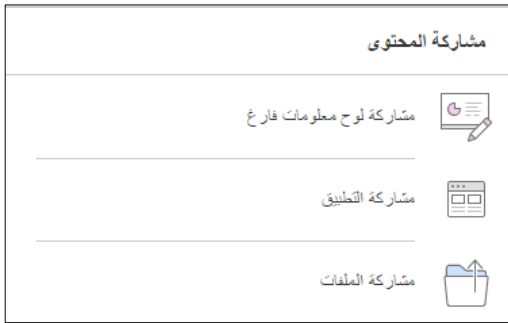 مشاركة المحتوى
مشاركة لوح معلومات فارغ
مشاركة التطبيق
مشاركة الملفات